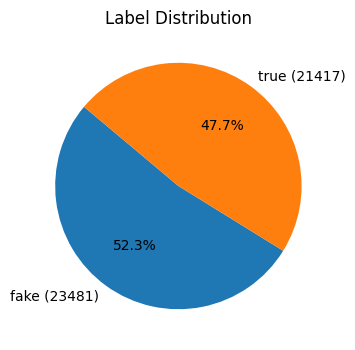 Label Distribution
true (21417)
47.7%
52.3%
fake (23481)